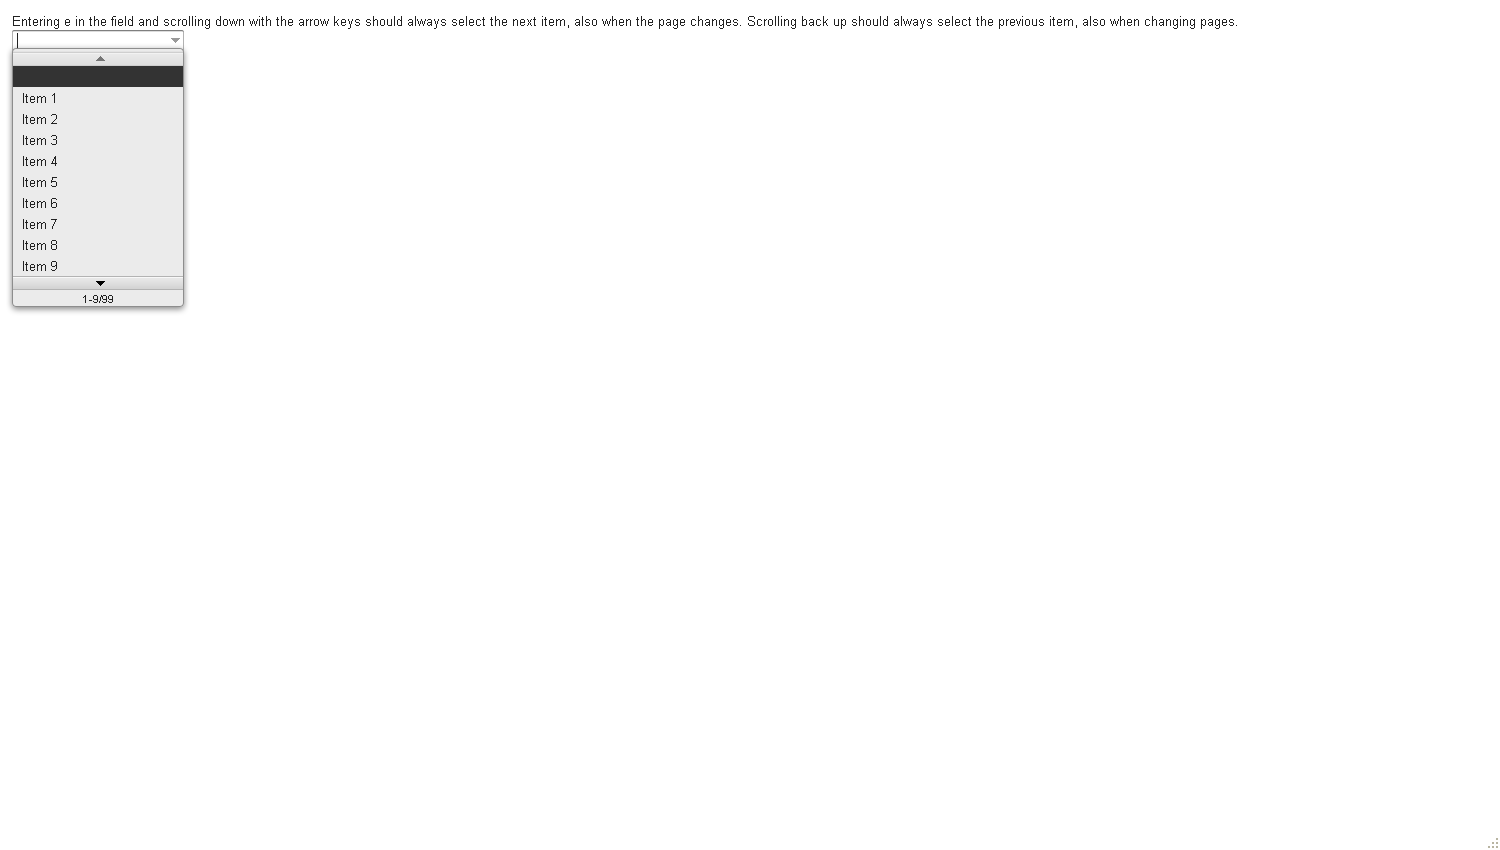 Entering e in the field and scrolling down with the arrow keys should always select the next item, also when the page changes. Scrolling back up should always select the previous item, also when changing pages.
Item 1
Item 2
Item 3
Item 4
Item 5
Item 6
Item 7
Item 8
Item 9
1-9/99